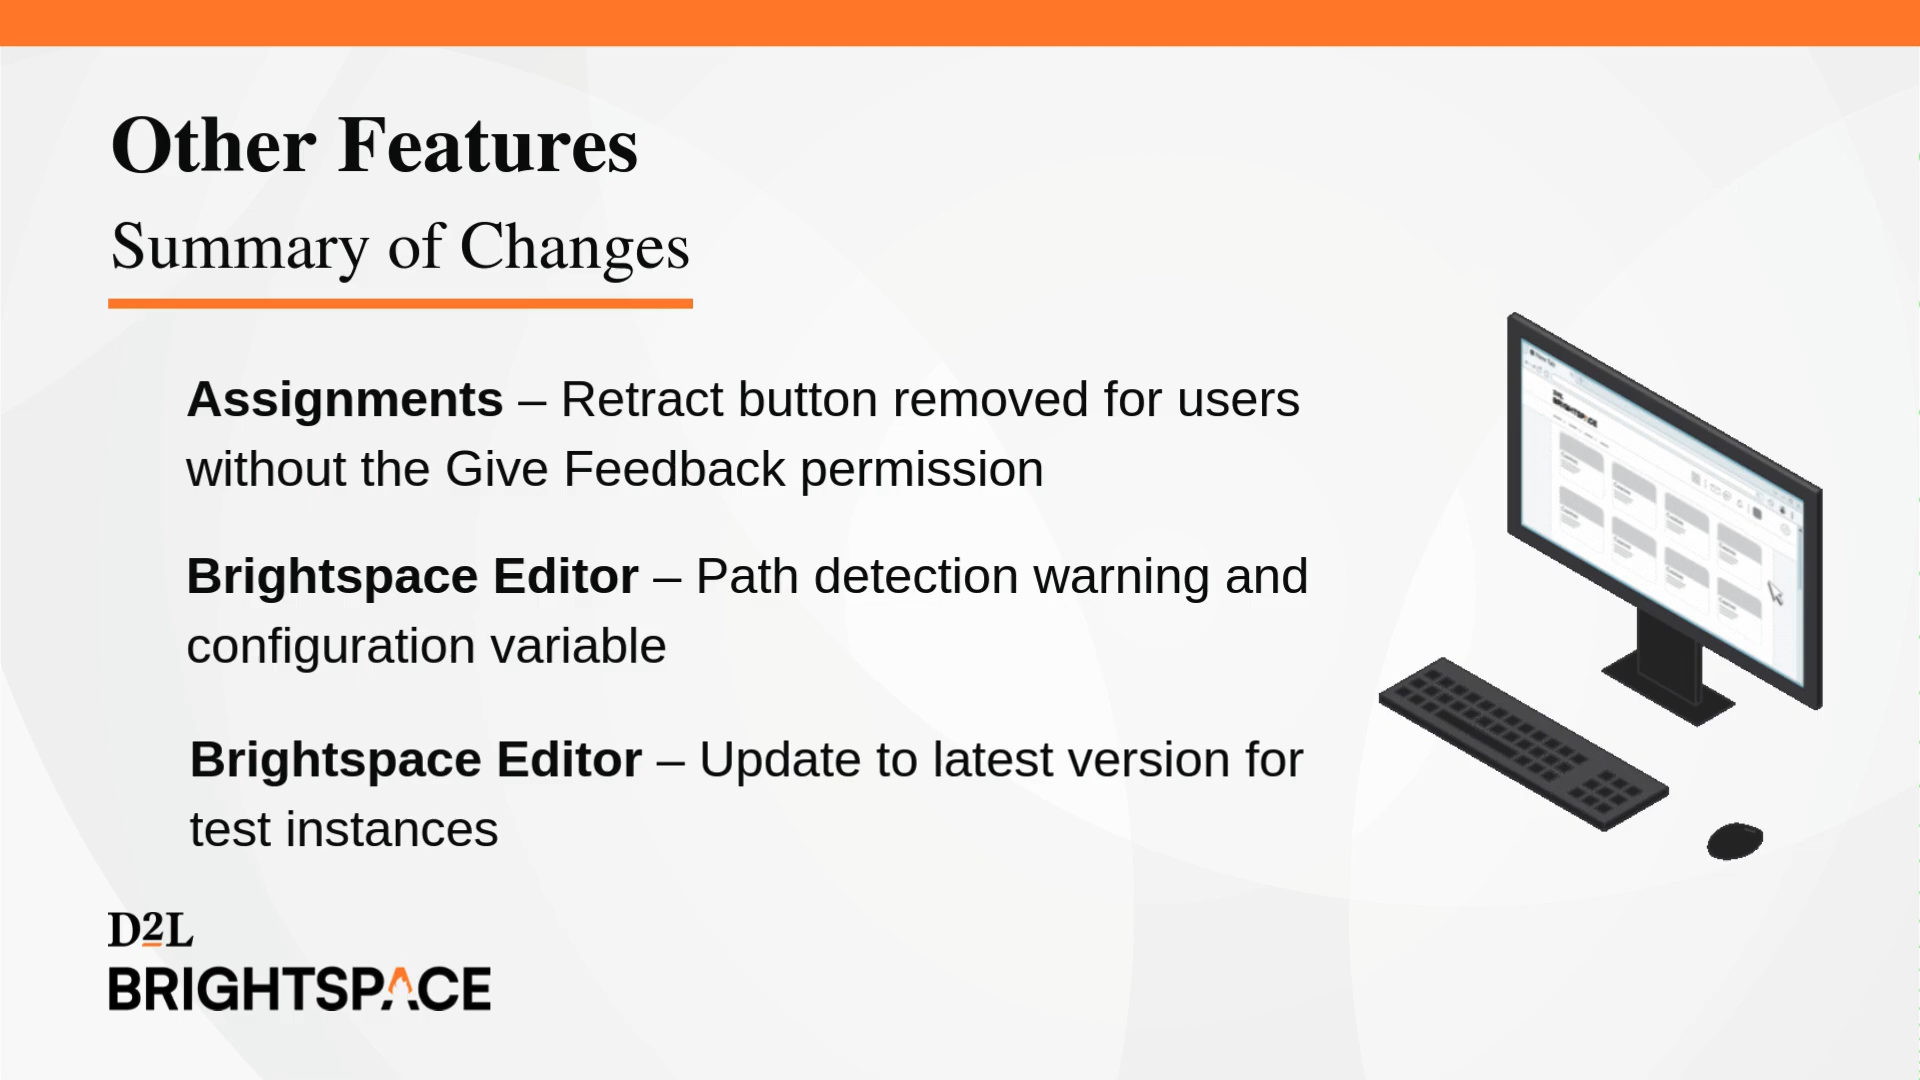 Other Features
Summary of Changes
Assignments – Retract button removed for users
without the Give Feedback permission
Brightspace Editor – Path detection warning and
configuration variable
Brightspace Editor – Update to latest version for
test instances
D2L
BRIGHTSPACE